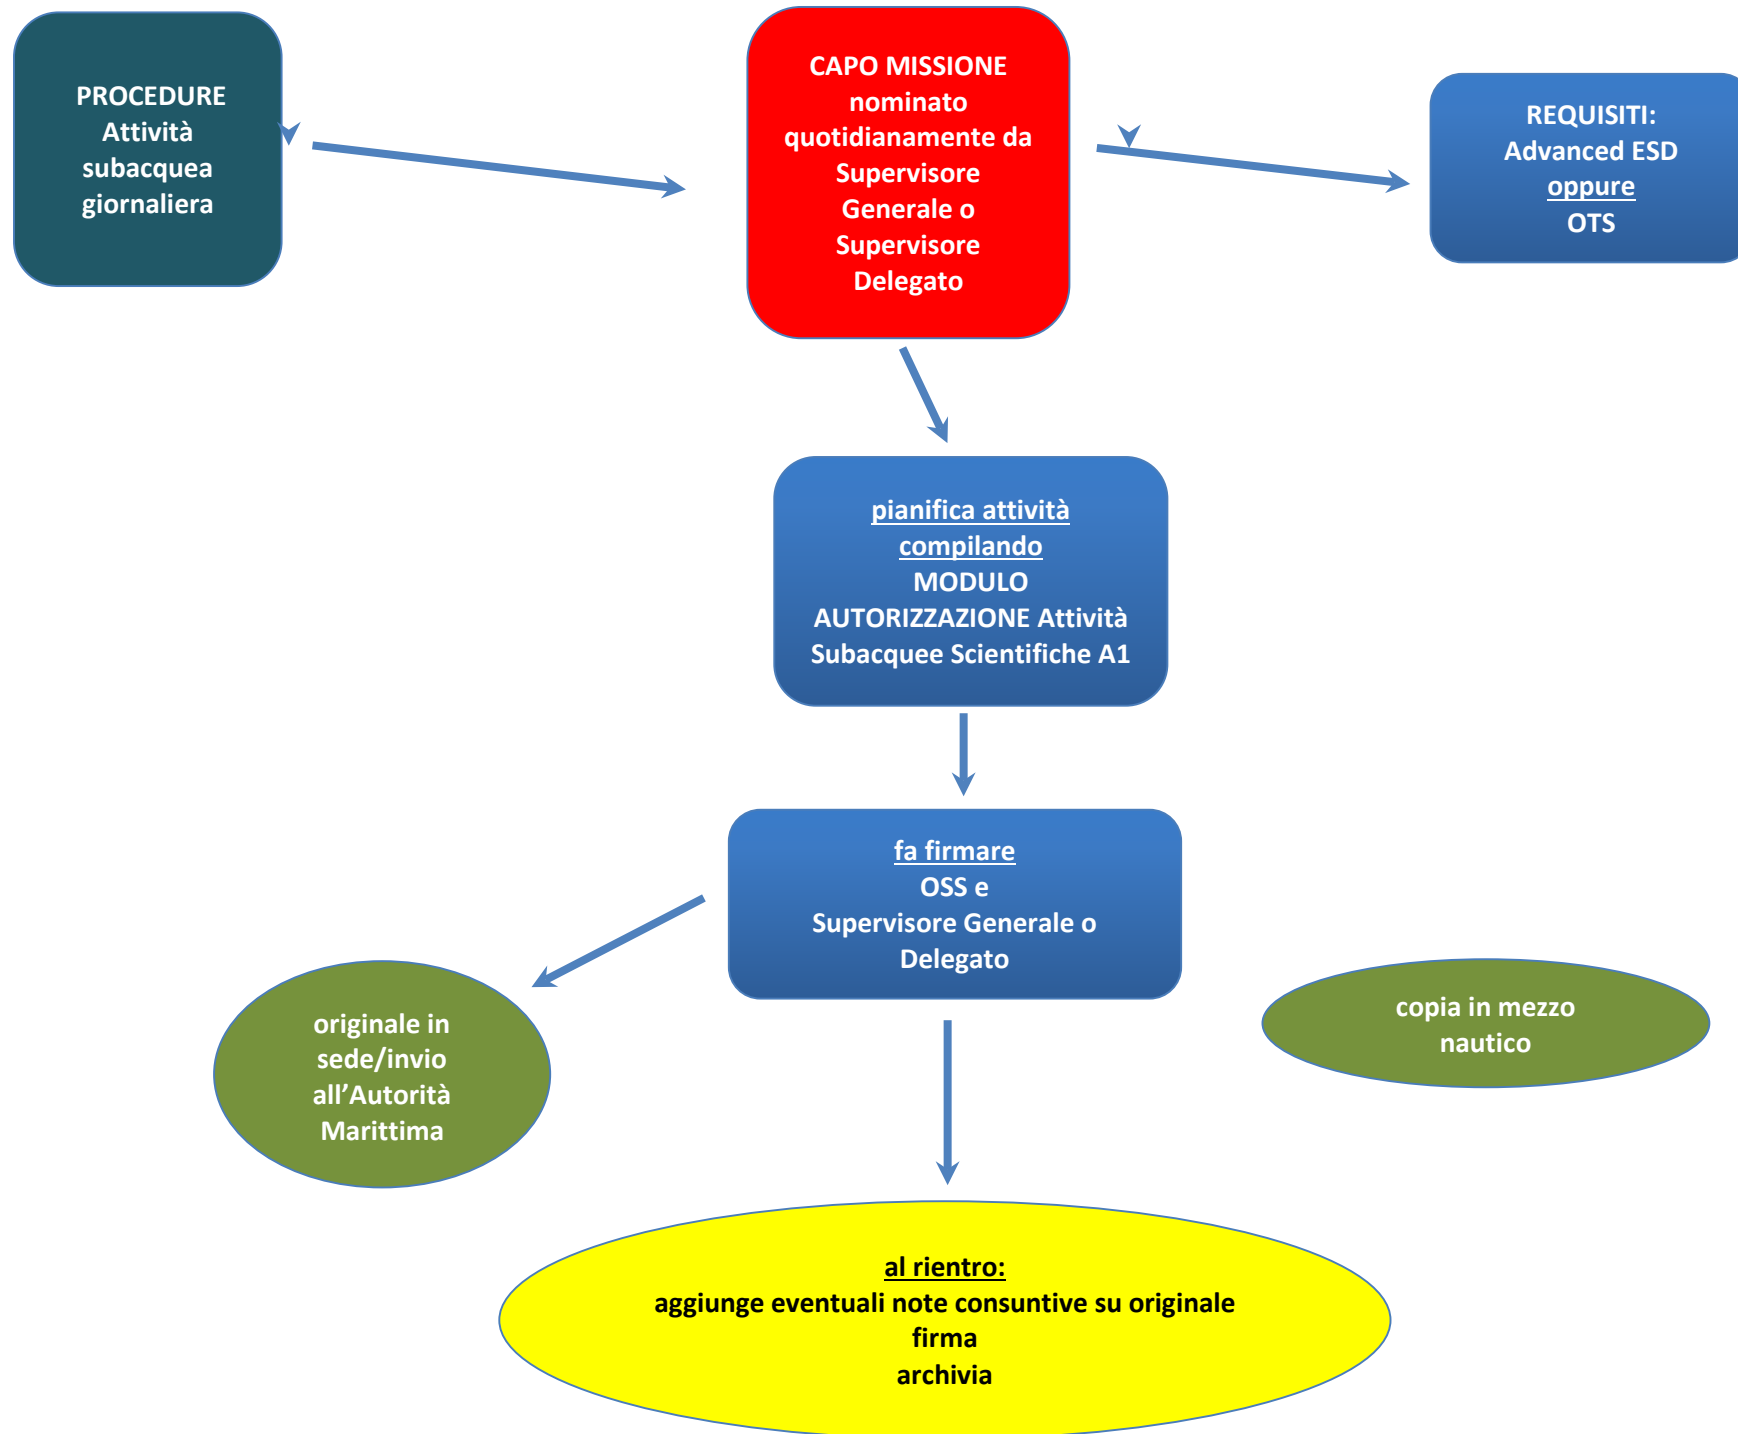 PROCEDURE
Attività
subacquea
giornaliera
CAPO MISSIONE
nominato
quotidianamente da
Supervisore
Generale o
Supervisore
Delegato
REQUISITI:
Advanced ESD
oppure
OTS
pianifica attività
compilando
MODULO
AUTORIZZAZIONE Attività
Subacquee Scientifiche A1
fa firmare
OSS e
Supervisore Generale o
Delegato
originale in
sede/invio
all’Autorità
Marittima
copia in mezzo
nautico
al rientro:
aggiunge eventuali note consuntive su originale
firma
archivia